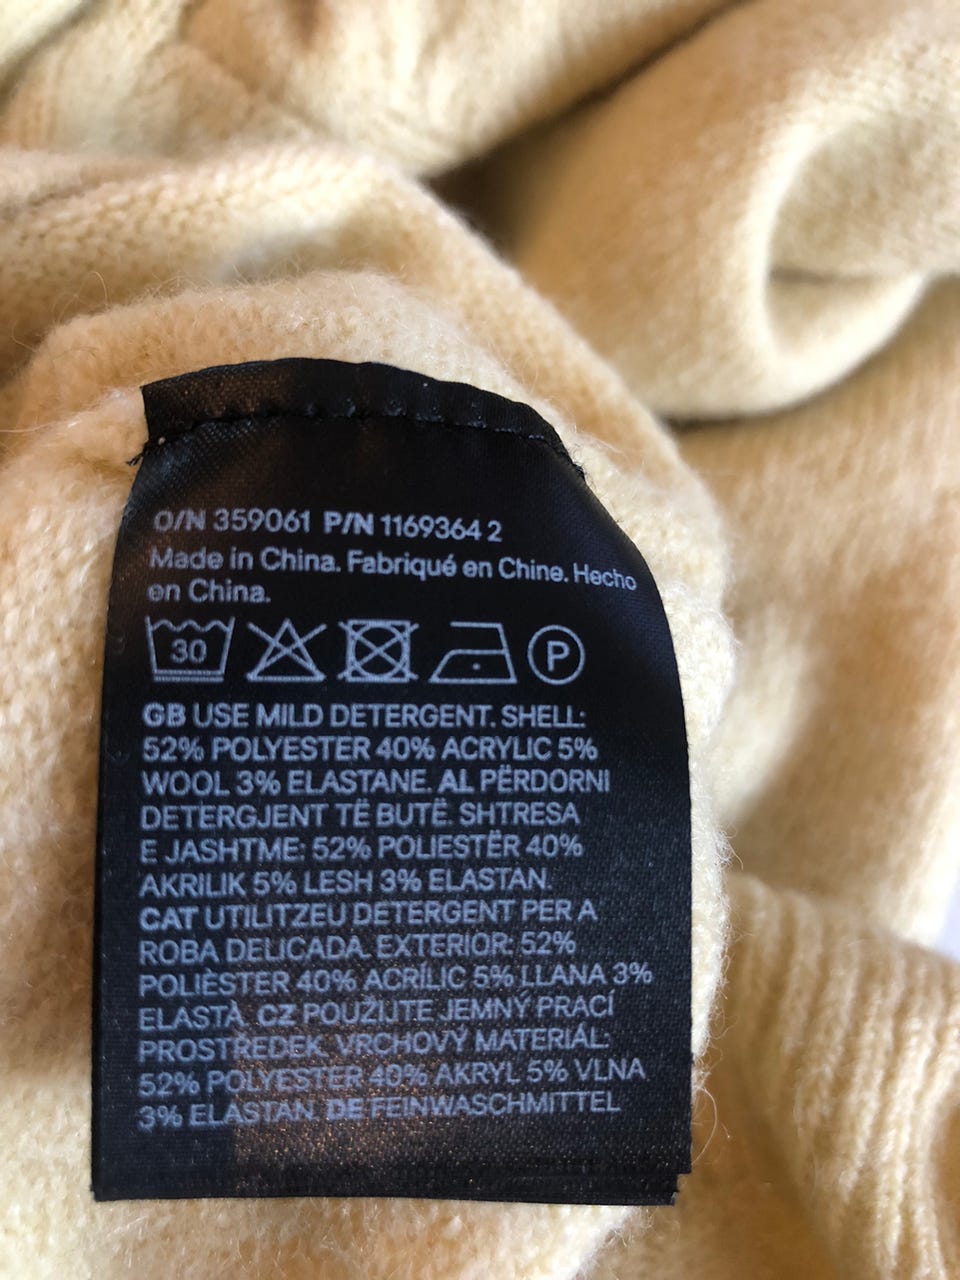 O/N 359061 P/N 1169364 2
Made in China. Fabriqué en Chine. Hecho
en China.
30 P
GB USE MILD DETERGENT. SHELL:
52% POLYESTER 40% ACRYLIC 5%
WOOL 3% ELASTANE. AL PËRDORNI
DETERGJENT TË BUTË. SHTRESA
E JASHTME: 52% POLIESTËR 40%
AKRILIK 5% LESH 3% ELASTAN.
CAT UTILITZEU DETERGENT PER A
ROBA DELICADA. EXTERIOR: 52%
POLIÈSTER 40% ACRÍLIC 5% LLANA 3%
ELASTÀ. CZ POUŽIJTE JEMNÝ PRACÍ
PROSTŘEDEK. VRCHOVÝ MATERIÁL:
52% POLYESTER 40% AKRYL 5% VLNA
3% ELASTAN. DE FEINWASCHMITTEL